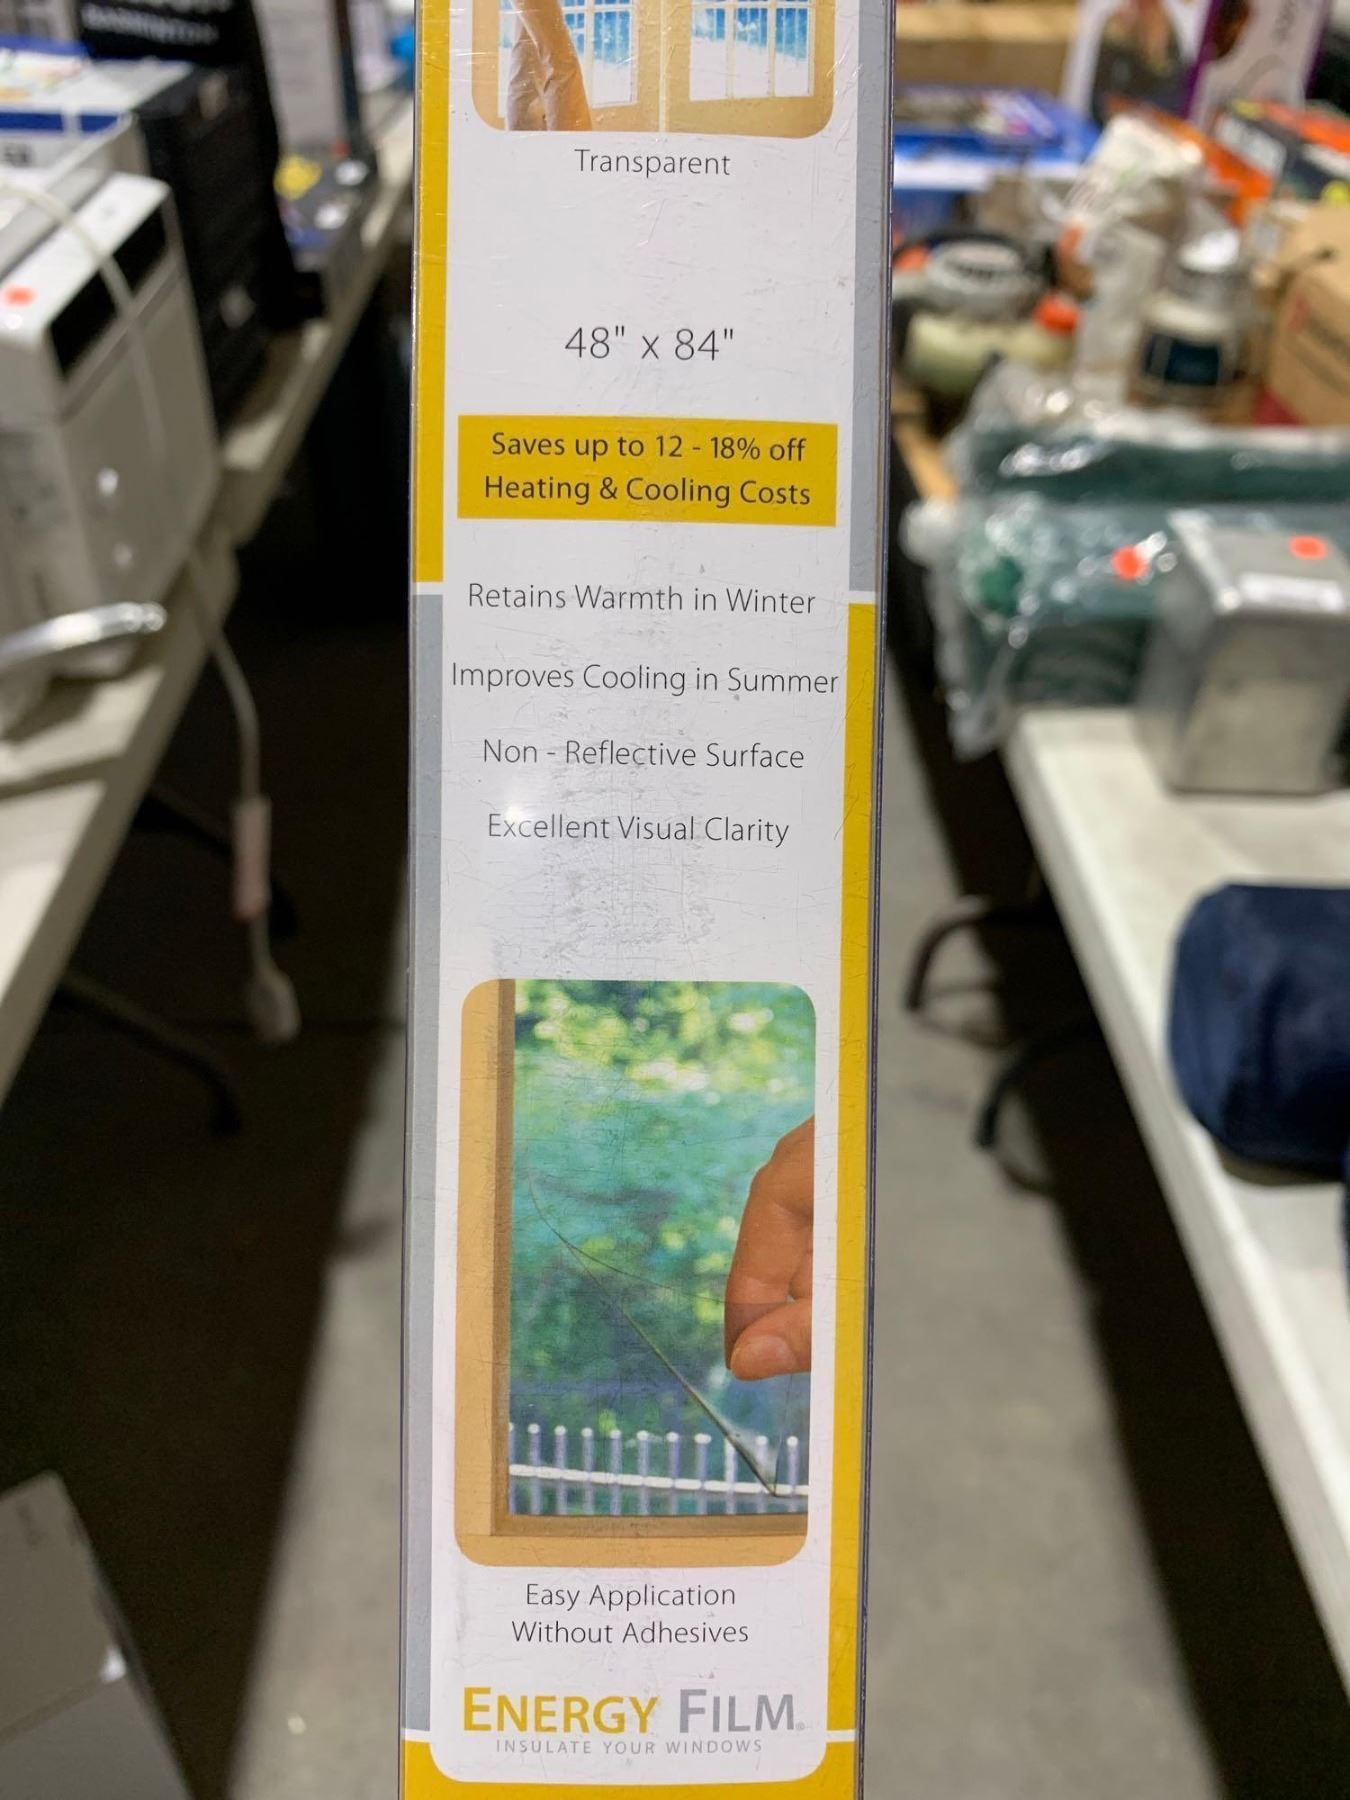 Transparent
48" x 84"
Saves up to 12 - 18% off
Heating & Cooling Costs
Retains Warmth in Winter
Improves Cooling in Summer
Non - Reflective Surface
Excellent Visual Clarity
Easy Application
Without Adhesives
ENERGY FILM®
INSULATE YOUR WINDOWS